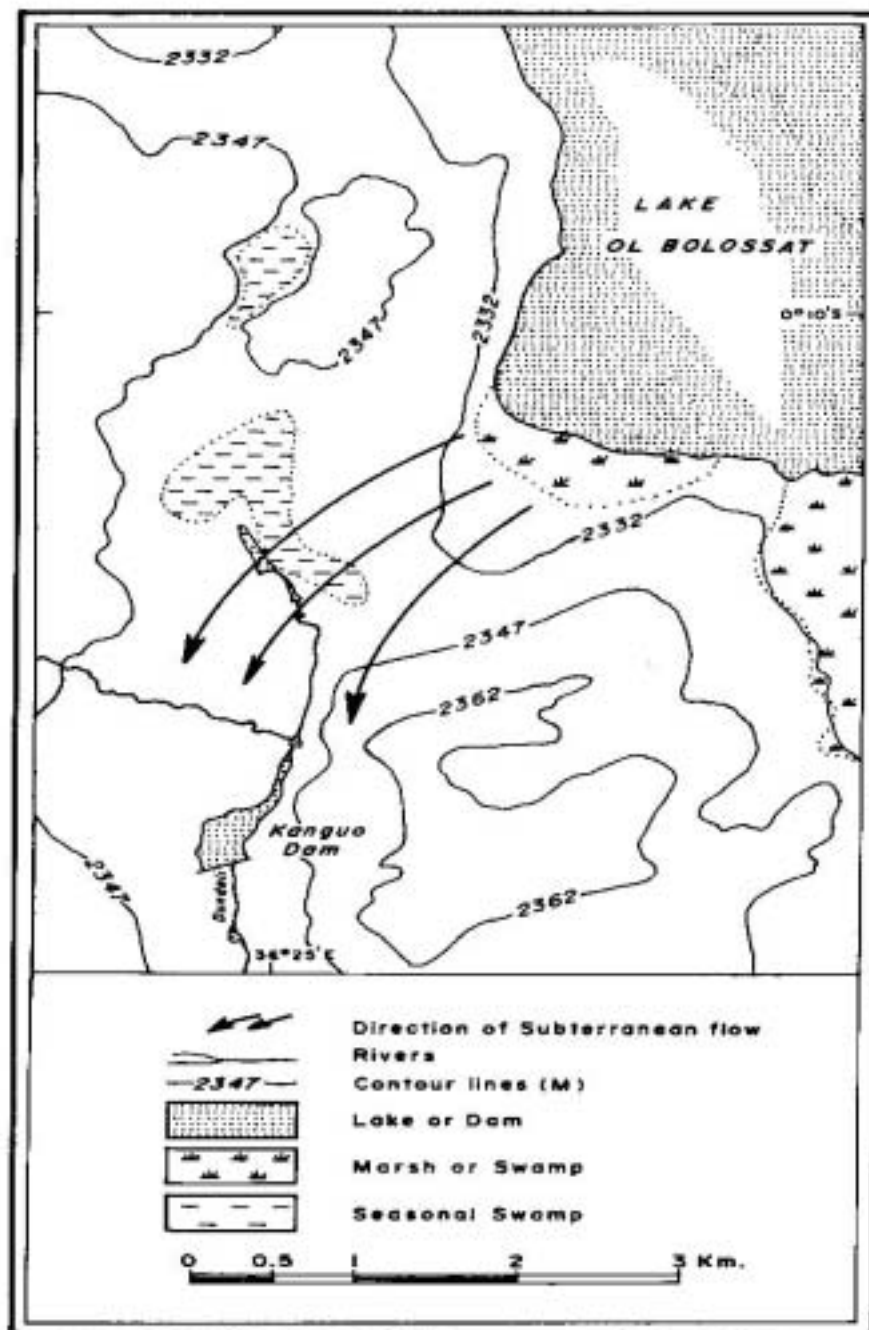 2332
2347
LAKE
OL BOLOSSAT
0° 10'S
2332
2347
2332
2347
2362
Kanguo
Dam
2347
Dundori
2362
36° 25' E
Direction of Subterranean flow
Rivers
2347
Contour lines (M)
Lake or Dam
Marsh or Swamp
Seasonal Swamp
0 0.5 1 2 3 Km.